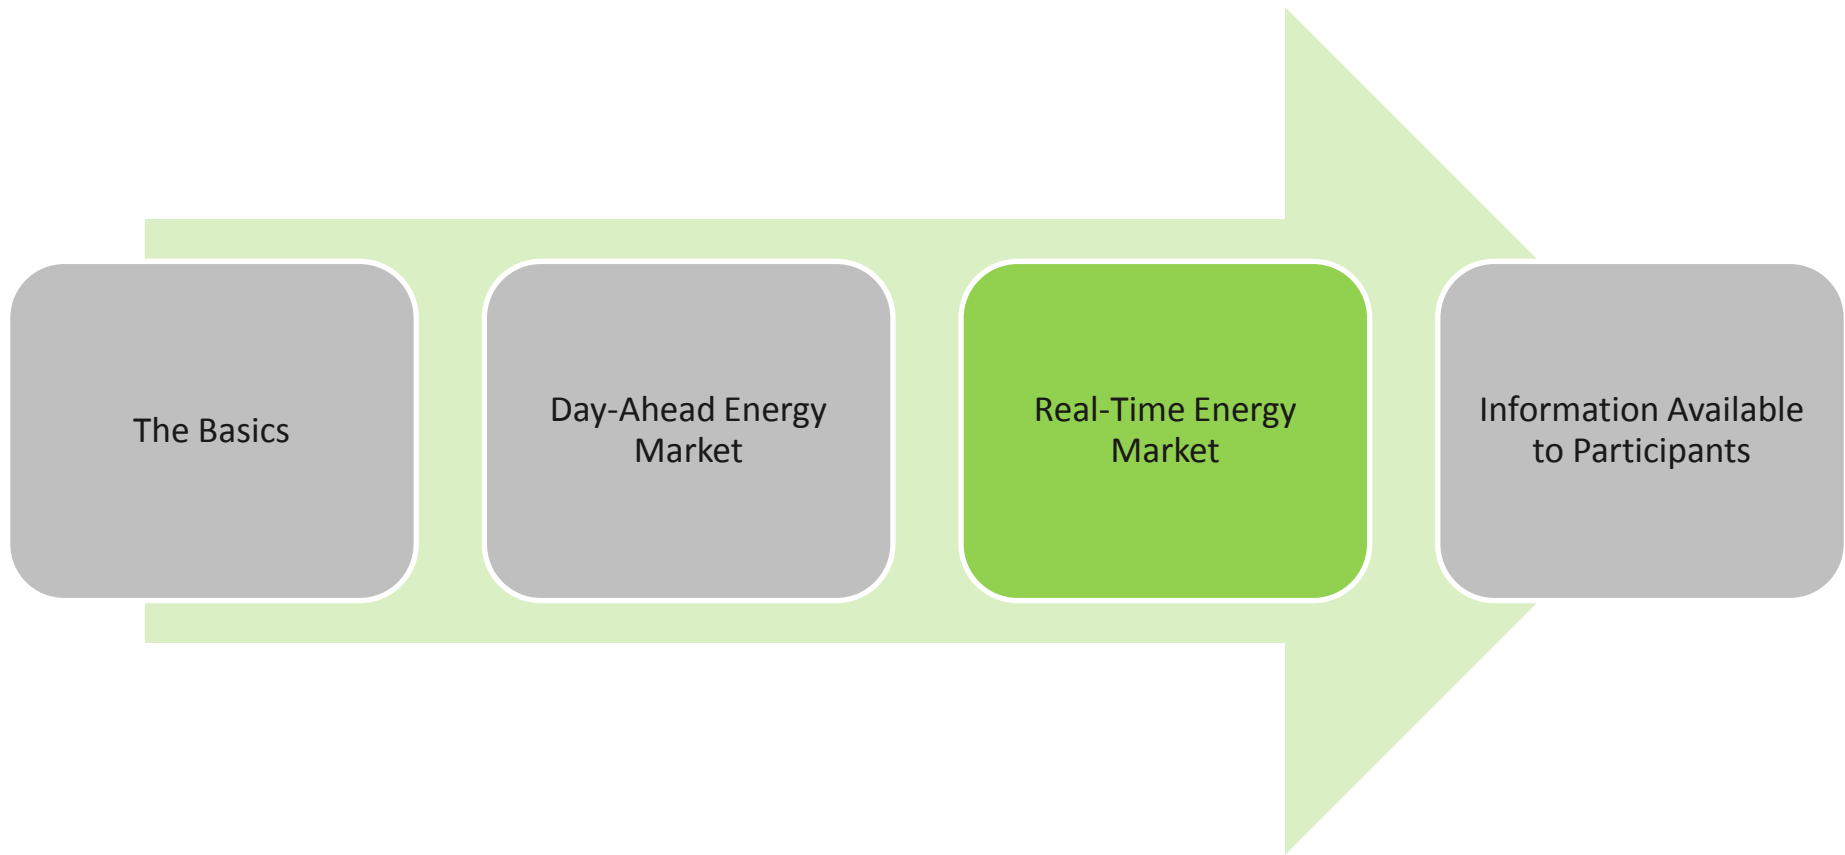 The Basics
Day-Ahead Energy
Market
Real-Time Energy
Market
Information Available
to Participants